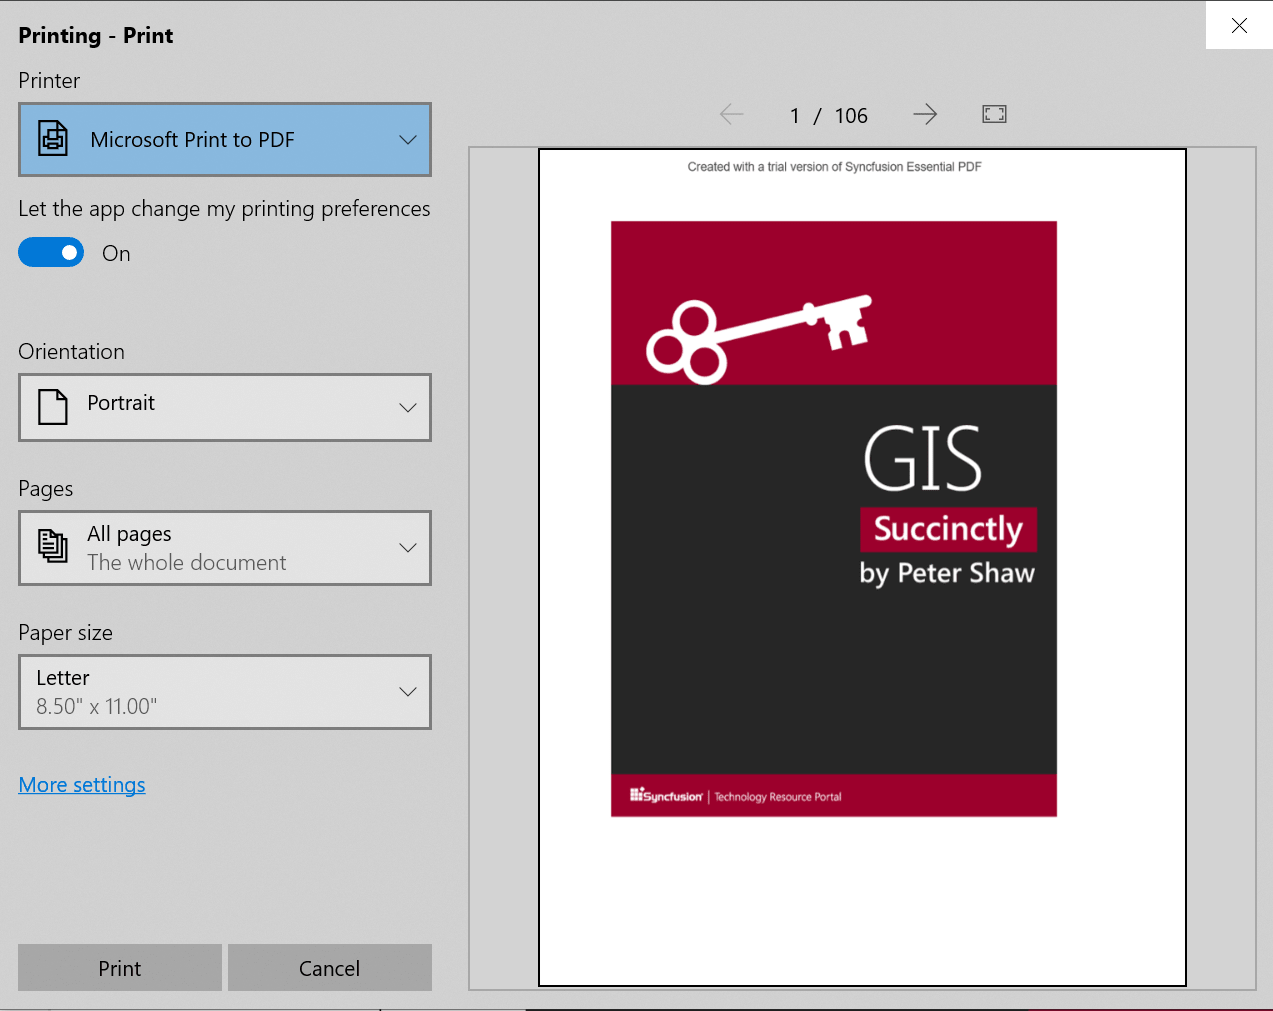 Printing - Print
Printer
Microsoft Print to PDF
Let the app change my printing preferences
On
Orientation
Portrait
Pages
All pages
The whole document
Paper size
Letter
8.50" x 11.00"
More settings
Print
Cancel
1 / 106
Created with a trial version of Syncfusion Essential PDF
GIS
Succinctly
by Peter Shaw
Syncfusion | Technology Resource Portal